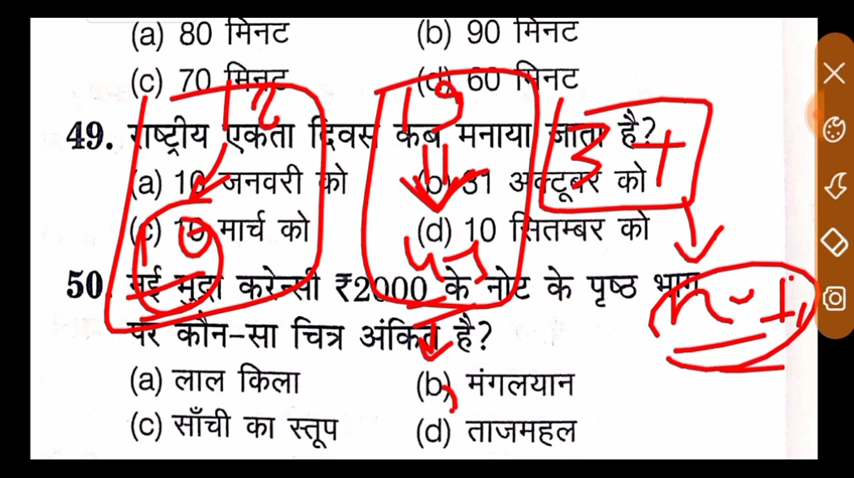 (a) 80 मिनट (b) 90 मिनट
(c) 70 मिनट (d) 60 मिनट
49. राष्ट्रीय एकता दिवस कब मनाया जाता है?
(a) 10 जनवरी को (b) 31 अक्टूबर को
(c) मार्च को (d) 10 सितम्बर को
50. नई मुद्रा करेन्सी ₹2000 के नोट के पृष्ठ भाग
पर कौन-सा चित्र अंकित है?
(a) लाल किला (b) मंगलयान
(c) साँची का स्तूप (d) ताजमहल